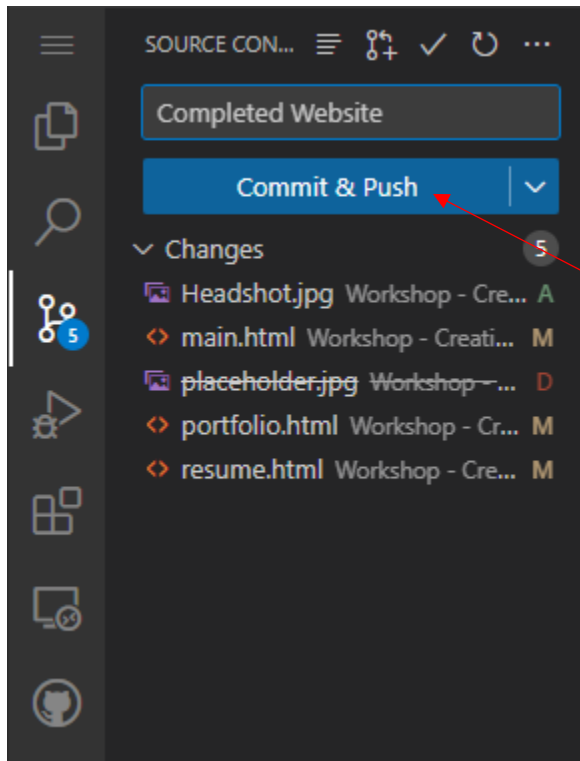 SOURCE CON...
Completed Website
Commit & Push
Changes 5
Headshot.jpg Workshop - Cre... A
main.html Workshop - Creati... M
5
placeholder.jpg Workshop - ... D
portfolio.html Workshop - Cr... M
resume.html Workshop - Cre... M